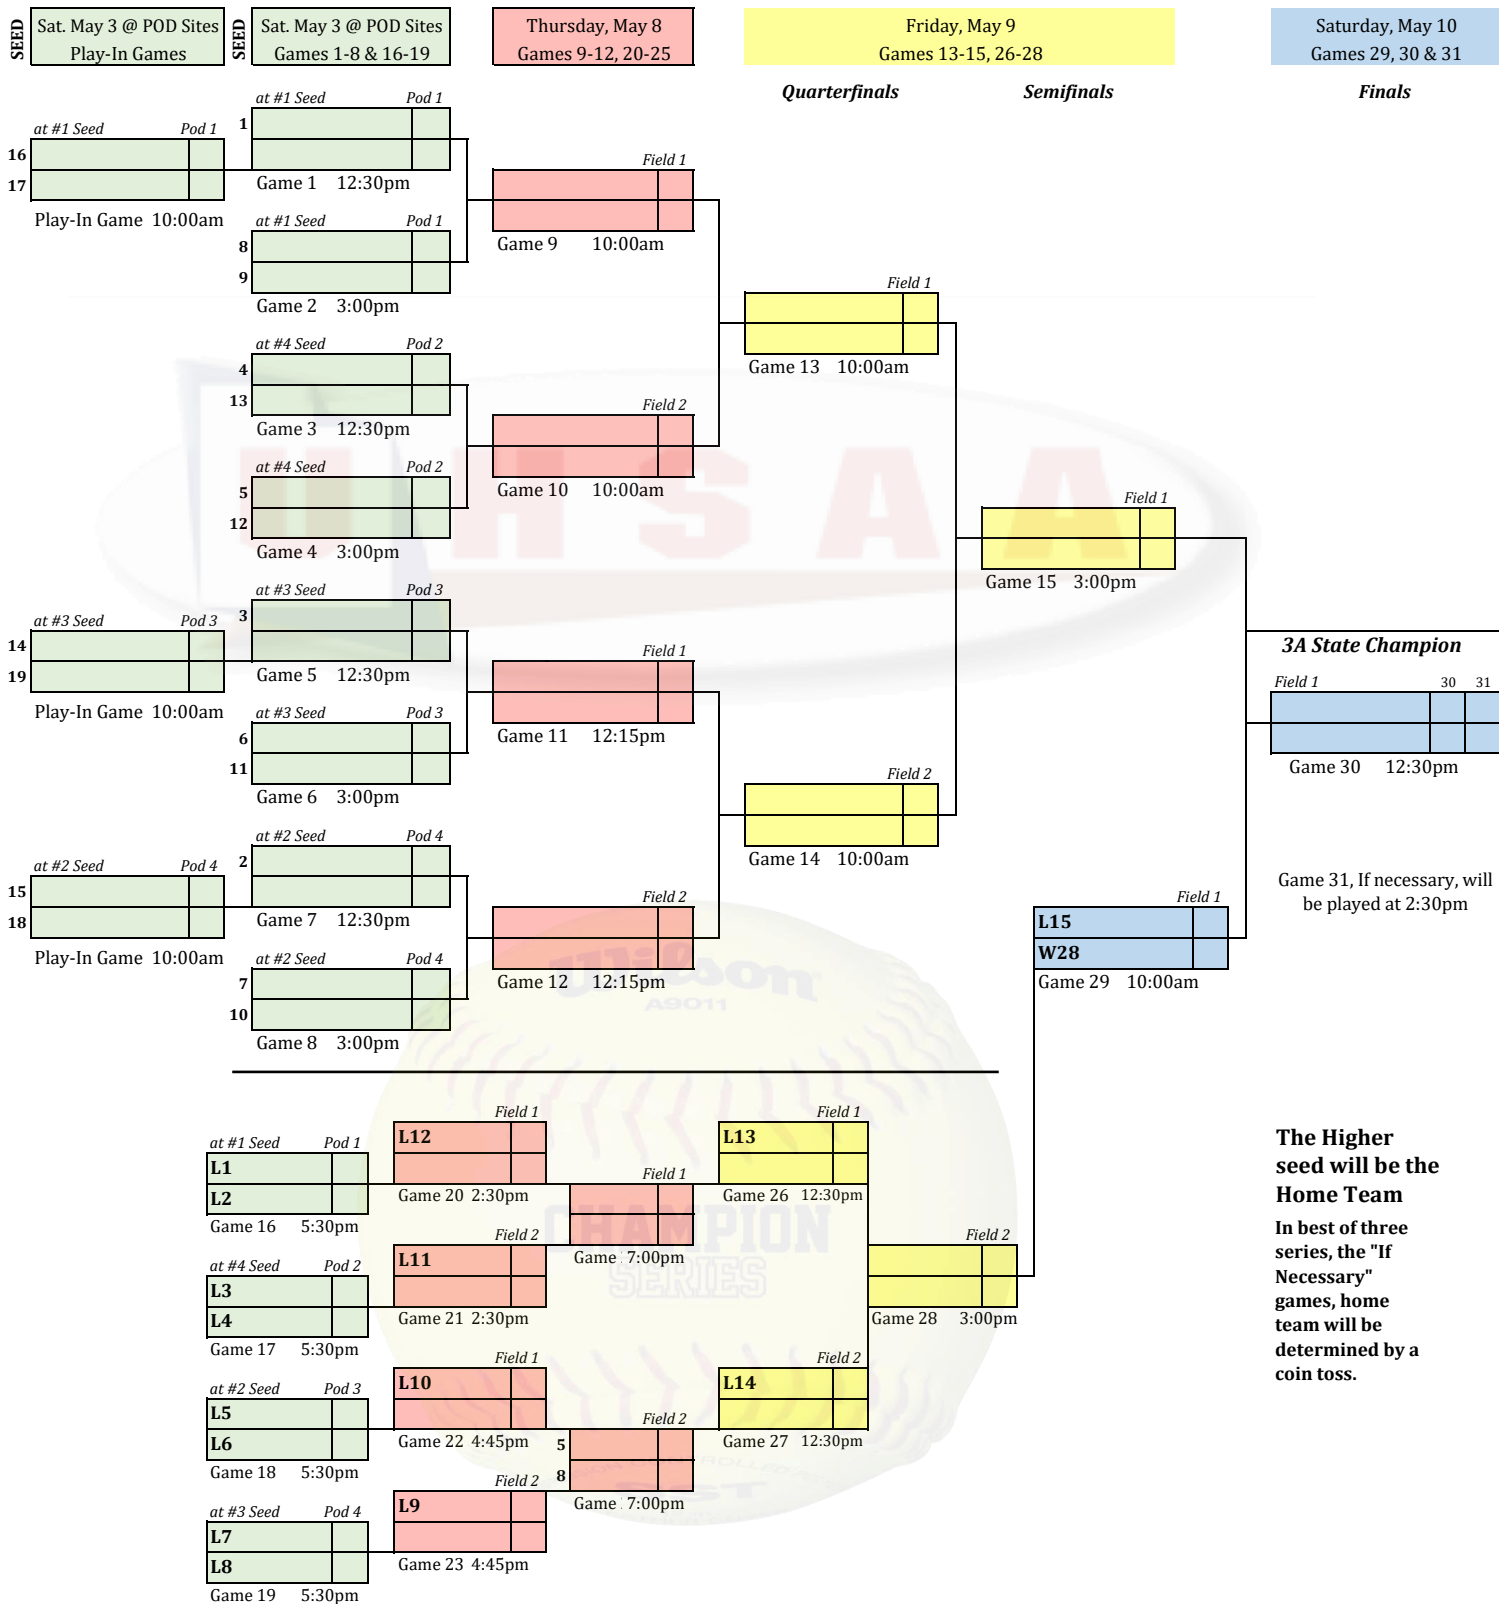 SEED
Sat. May 3 @ POD Sites
Play-In Games
SEED
Sat. May 3 @ POD Sites
Games 1-8 & 16-19
Thursday, May 8
Games 9-12, 20-25
Friday, May 9
Games 13-15, 26-28
Saturday, May 10
Games 29, 30 & 31
Quarterfinals
Semifinals
Finals
at #1 Seed Pod 1
16
17
Play-In Game 10:00am
at #3 Seed Pod 3
14
19
Play-In Game 10:00am
at #2 Seed Pod 4
15
18
Play-In Game 10:00am
at #1 Seed Pod 1
1
Game 1 12:30pm
at #1 Seed Pod 1
8
9
Game 2 3:00pm
at #4 Seed Pod 2
4
13
Game 3 12:30pm
at #4 Seed Pod 2
5
12
Game 4 3:00pm
at #3 Seed Pod 3
3
Game 5 12:30pm
at #3 Seed Pod 3
6
11
Game 6 3:00pm
at #2 Seed Pod 4
2
Game 7 12:30pm
at #2 Seed Pod 4
7
10
Game 8 3:00pm
Field 1
Game 9 10:00am
Field 2
Game 10 10:00am
Field 1
Game 11 12:15pm
Field 2
Game 12 12:15pm
Field 1
Game 13 10:00am
Field 2
Game 14 10:00am
Field 1
Game 15 3:00pm
3A State Champion
Field 1 30 31
Game 30 12:30pm
Game 31, If necessary, will
be played at 2:30pm
Field 1
L15
W28
Game 29 10:00am
at #1 Seed Pod 1
L1
L2
Game 16 5:30pm
at #4 Seed Pod 2
L3
L4
Game 17 5:30pm
at #2 Seed Pod 3
L5
L6
Game 18 5:30pm
at #3 Seed Pod 4
L7
L8
Game 19 5:30pm
Field 1
L12
Game 20 2:30pm
Field 2
L11
Game 21 2:30pm
Field 1
L10
Game 22 4:45pm
Field 2
L9
Game 23 4:45pm
Field 1
Game 7:00pm
Field 2
5
8
Game 7:00pm
Field 1
L13
Game 26 12:30pm
Field 2
L14
Game 27 12:30pm
Field 2
Game 28 3:00pm
The Higher
seed will be the
Home Team
In best of three
series, the "If
Necessary"
games, home
team will be
determined by a
coin toss.
UHSAA
Wilson
A9011
CHAMPION
SERIES